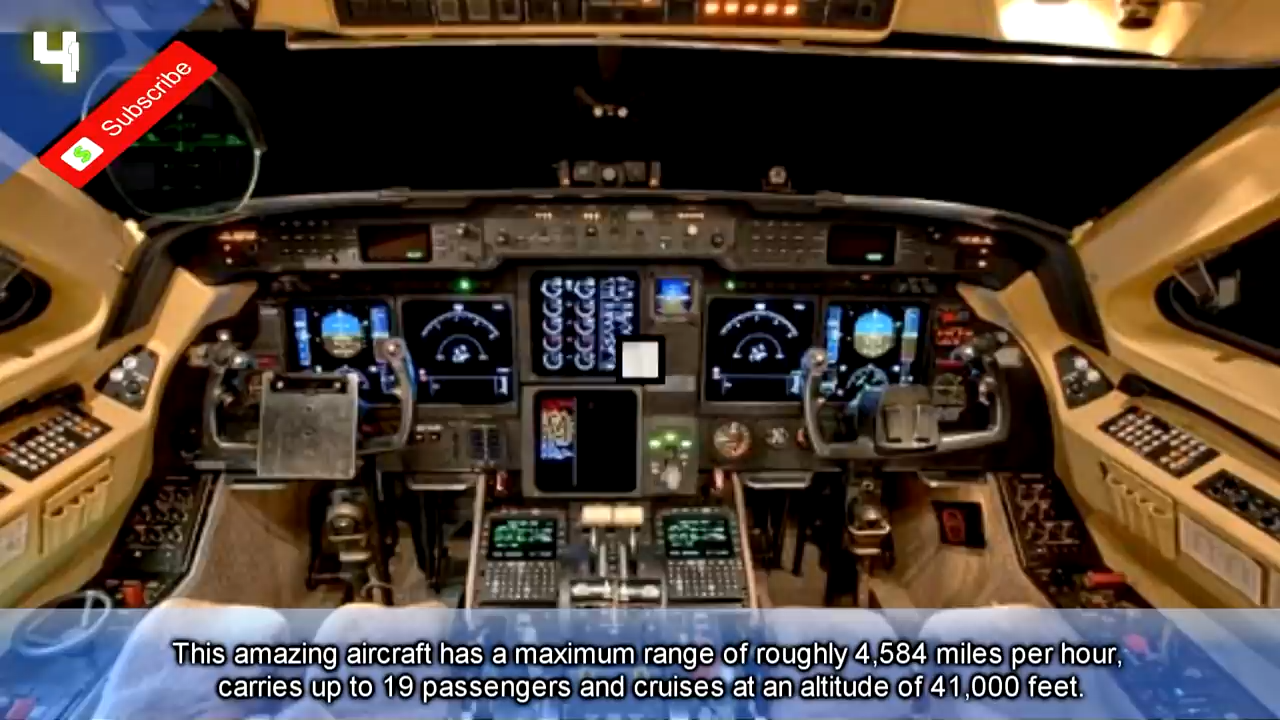 4
Subscribe
This amazing aircraft has a maximum range of roughly 4,584 miles per hour,
carries up to 19 passengers and cruises at an altitude of 41,000 feet.